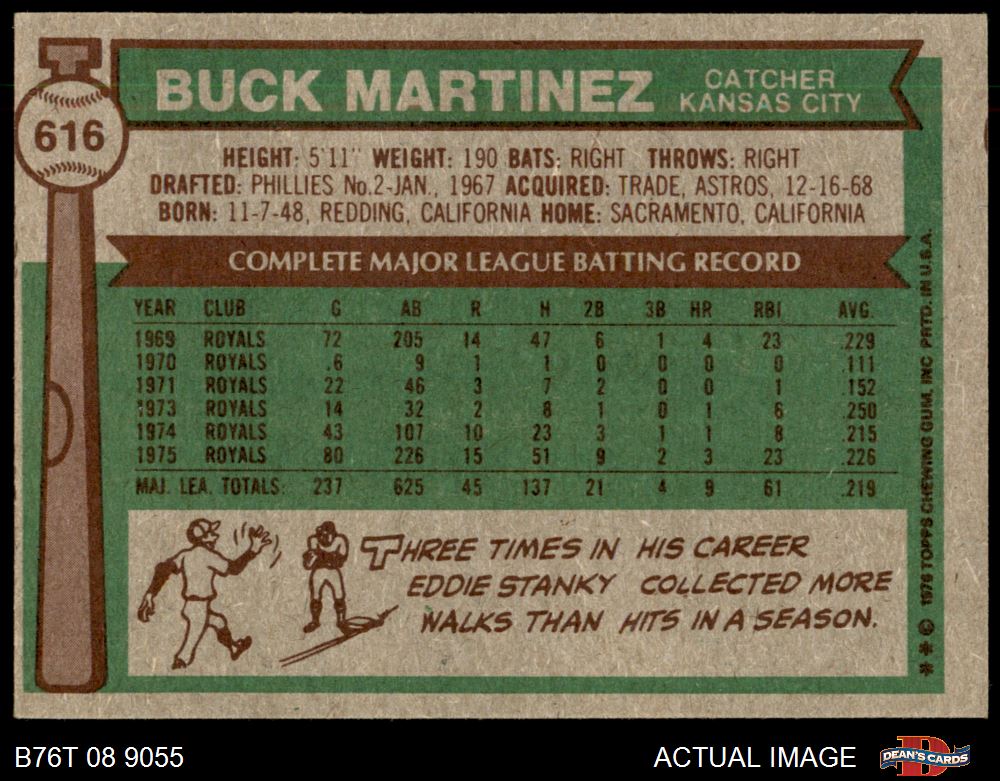 616
BUCK MARTINEZ
CATCHER
KANSAS CITY
HEIGHT: 5'11" WEIGHT: 190 BATS: RIGHT THROWS: RIGHT
DRAFTED: PHILLIES No.2-JAN., 1967 ACQUIRED: TRADE, ASTROS, 12-16-68
BORN: 11-7-48, REDDING, CALIFORNIA HOME: SACRAMENTO, CALIFORNIA
COMPLETE MAJOR LEAGUE BATTING RECORD
YEAR CLUB G AB R H 2B 3B HR RBI AVG.
1969 ROYALS 72 205 14 47 6 1 4 23 .229
1970 ROYALS .6 9 1 1 0 0 0 0 .111
1971 ROYALS 22 46 3 7 2 0 0 1 .152
1973 ROYALS 14 32 2 8 1 0 1 6 .250
1974 ROYALS 43 107 10 23 3 1 1 8 .215
1975 ROYALS 80 226 15 51 9 2 3 23 .226
MAJ. LEA. TOTALS: 237 625 45 137 21 4 9 61 .219
THREE TIMES IN HIS CAREER
EDDIE STANKY COLLECTED MORE
WALKS THAN HITS IN A SEASON.
* * © 1976 TOPPS CHEWING GUM, INC PRTD. IN U.S.A.
B76T 08 9055
ACTUAL IMAGE
DEAN'S CARDS